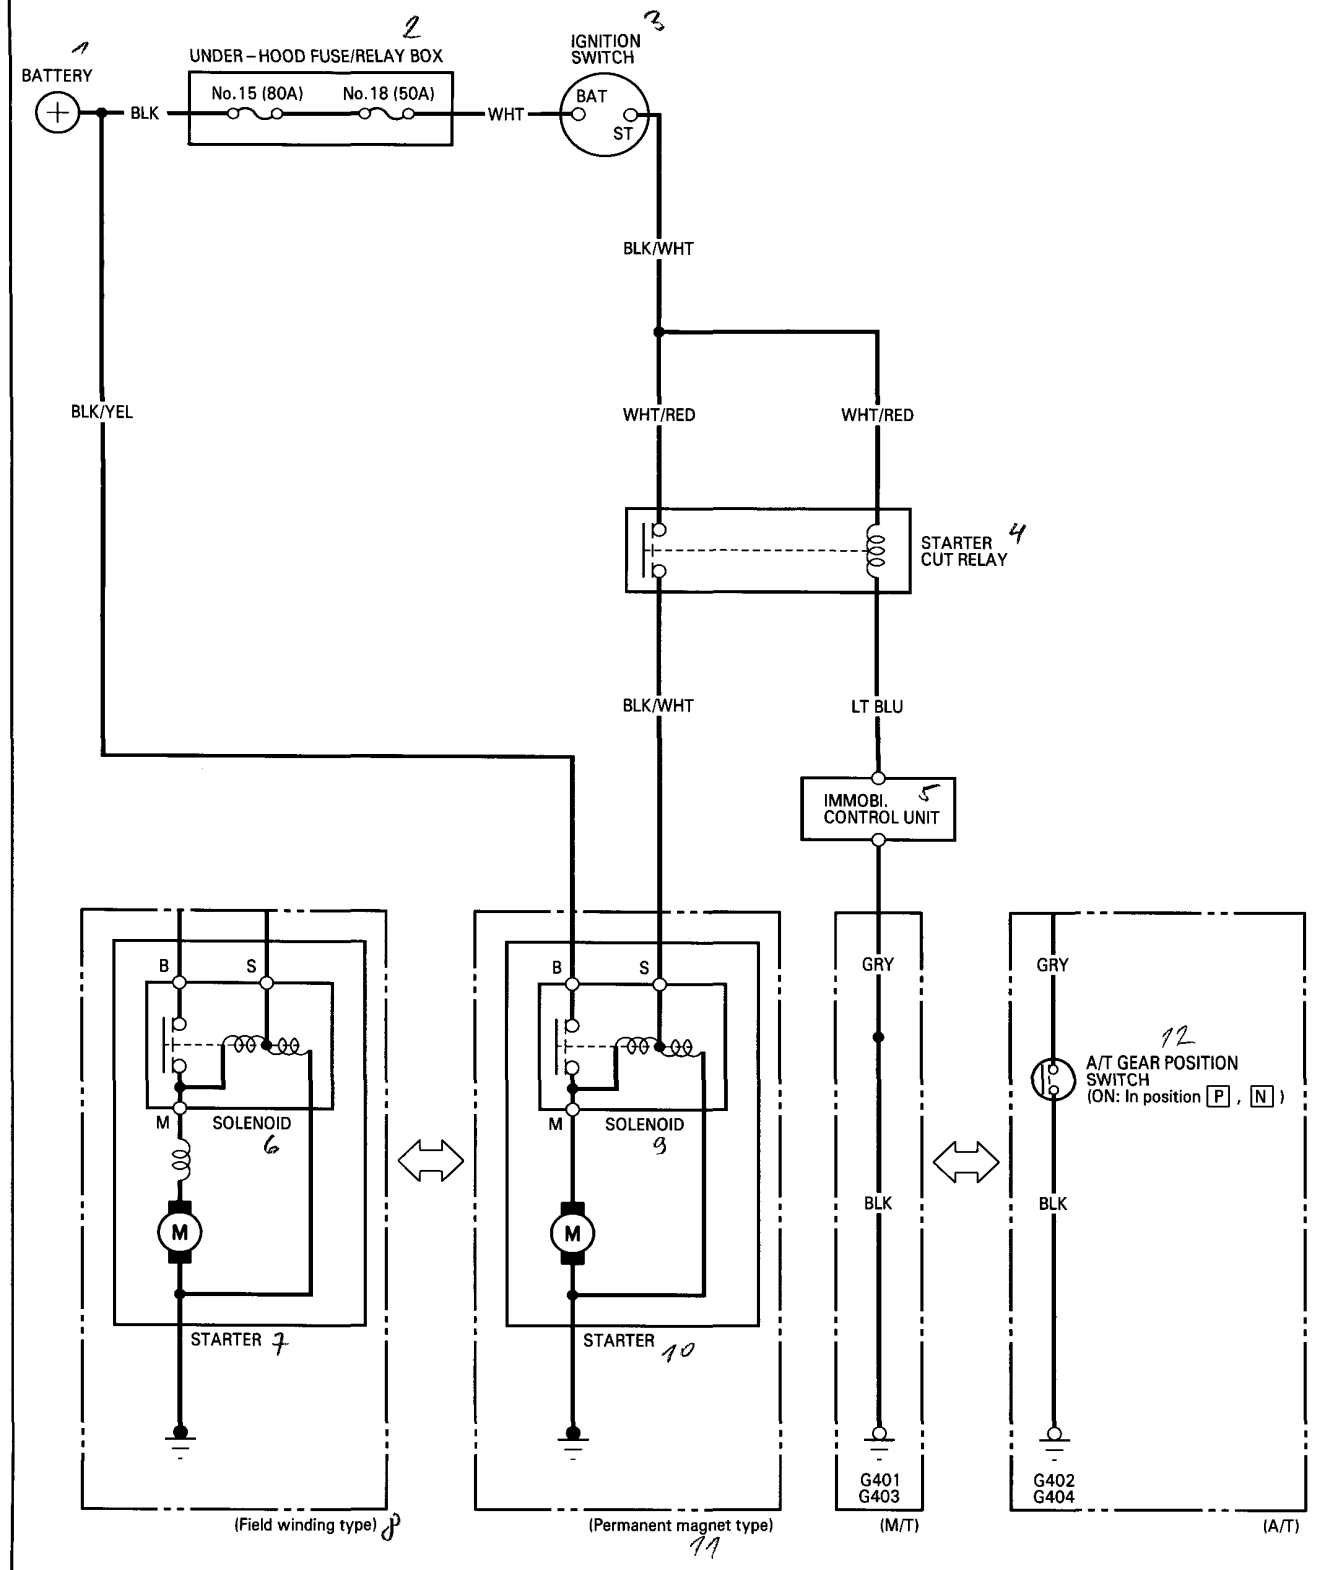 1
2
3
UNDER-HOOD FUSE/RELAY BOX
IGNITION
SWITCH
BATTERY
No.15 (80A)
No.18 (50A)
BAT
+
BLK
WHT
ST
BLK/WHT
BLK/YEL
WHT/RED
WHT/RED
4
STARTER
CUT RELAY
BLK/WHT
LT BLU
IMMOBI. 5
CONTROL UNIT
B
S
B
S
GRY
GRY
12
A/T GEAR POSITION
SWITCH
(ON: In position P , N )
M
SOLENOID
6
M
SOLENOID
9
BLK
BLK
M
M
STARTER 7
STARTER 10
G401
G403
G402
G404
(Field winding type) 8
(Permanent magnet type)
11
(M/T)
(A/T)